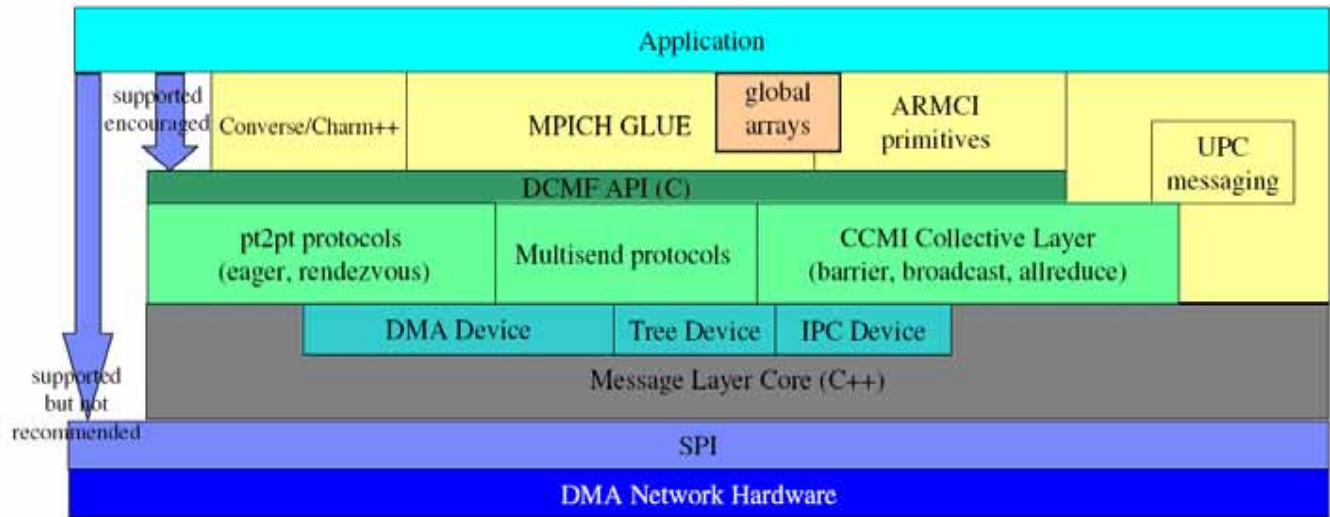 Application
supported
encouraged
Converse/Charm++
MPICH GLUE
global
arrays
ARMCI
primitives
UPC
messaging
DCMF API (C)
pt2pt protocols
(eager, rendezvous)
Multisend protocols
CCMI Collective Layer
(barrier, broadcast, allreduce)
DMA Device
Tree Device
IPC Device
Message Layer Core (C++)
supported
but not
recommended
SPI
DMA Network Hardware